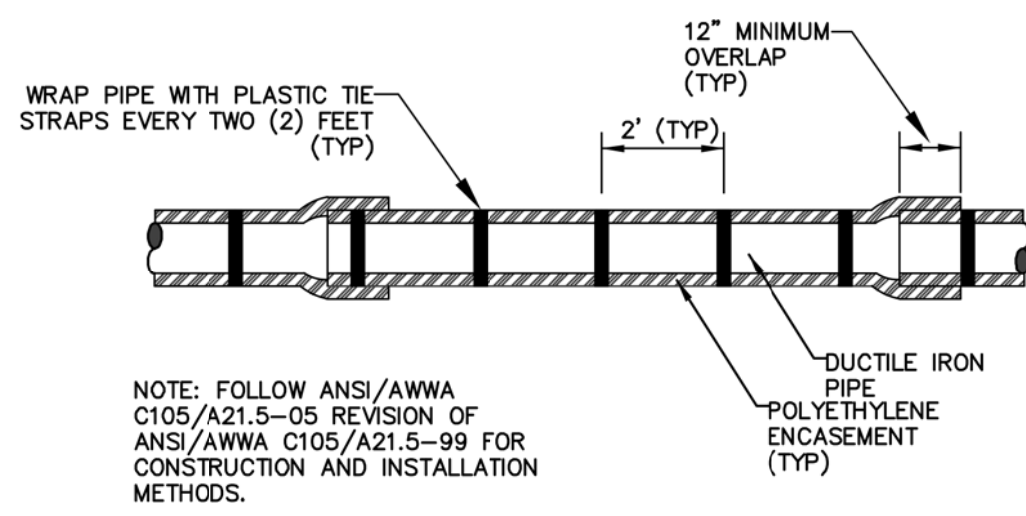 12" MINIMUM
OVERLAP
(TYP)
WRAP PIPE WITH PLASTIC TIE
STRAPS EVERY TWO (2) FEET
(TYP)
2' (TYP)
DUCTILE IRON
PIPE
POLYETHYLENE
ENCASEMENT
(TYP)
NOTE: FOLLOW ANSI/AWWA
C105/A21.5-05 REVISION OF
ANSI/AWWA C105/A21.5-99 FOR
CONSTRUCTION AND INSTALLATION
METHODS.